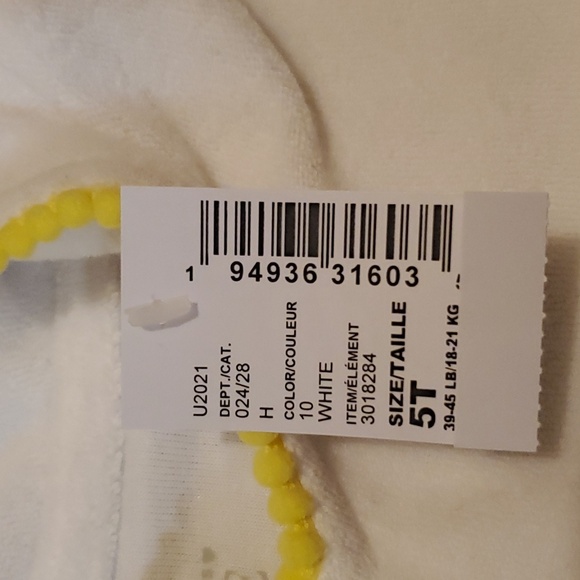 1 94936 31603
U2021
DEPT./CAT.
024/28
H
COLOR/COULEUR
10
WHITE
ITEM/ÉLÉMENT
3018284
SIZE/TAILLE
5T
39-45 LB/18-21 KG